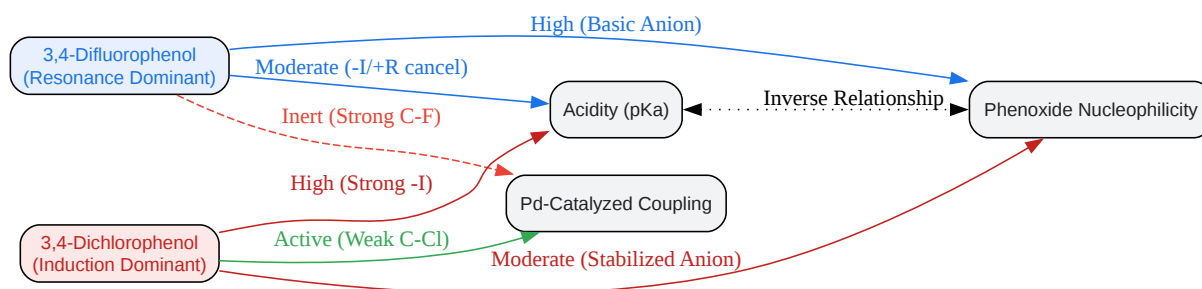 High (Basic Anion)
3,4-Difluorophenol
(Resonance Dominant)
Moderate (-I/+R cancel)
Inert (Strong C-F)
Acidity (pKa)
Inverse Relationship
Phenoxide Nucleophilicity
High (Strong -I)
Pd-Catalyzed Coupling
3,4-Dichlorophenol
(Induction Dominant)
Active (Weak C-Cl)
Moderate (Stabilized Anion)